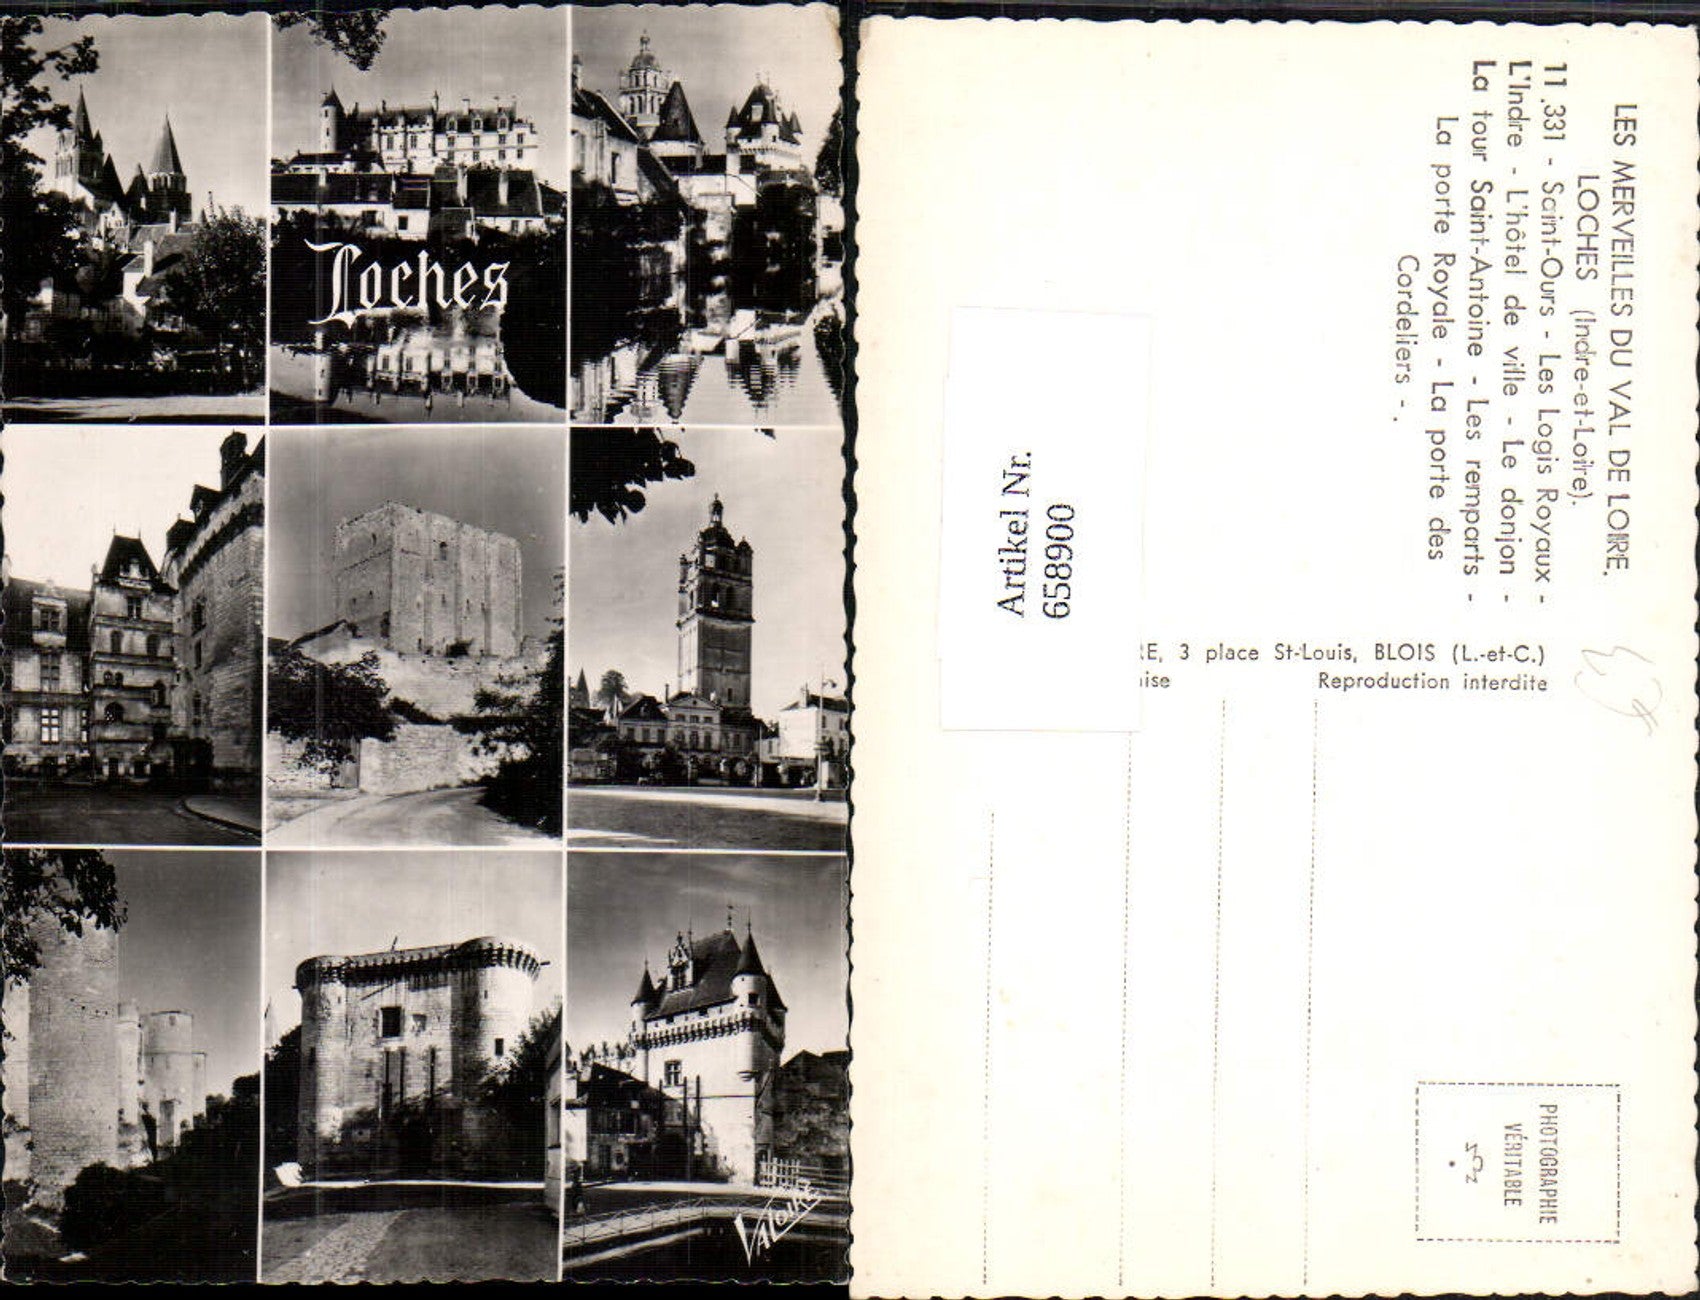 Loches
VALOIRE
LES MERVEILLES DU VAL DE LOIRE.
LOCHES (Indre-et-Loire).
11.331 - Saint-Ours - Les Logis Royaux -
L'Indre - L'hôtel de ville - Le donjon -
La tour Saint-Antoine - Les remparts -
La porte Royale - La porte des
Cordeliers - .
Artikel Nr.
6589600
RE, 3 place St-Louis, BLOIS (L.-et-C.)
aise Reproduction interdite
PHOTOGRAPHIE
VÉRITABLE